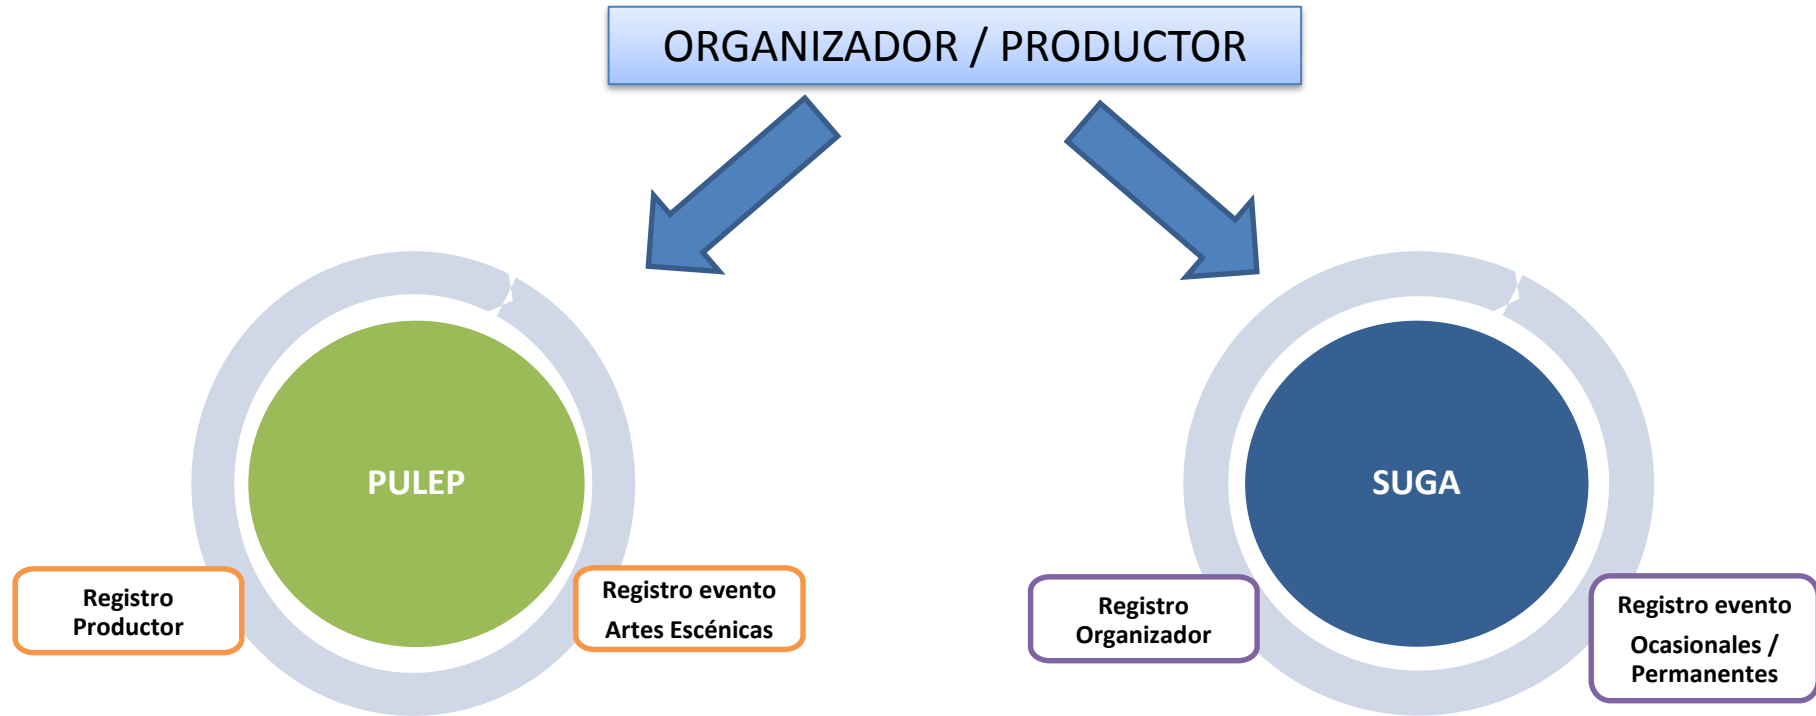 ORGANIZADOR / PRODUCTOR
PULEP
Registro
Productor
Registro evento
Artes Escénicas
SUGA
Registro
Organizador
Registro evento
Ocasionales /
Permanentes